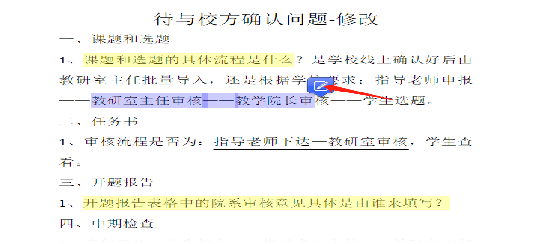 待与校方确认问题-修改
一、课题和选题
1、课题和选题的具体流程是什么？是学校线上确认好后由
教研室主任批量导入，还是根据学 要求：指导老师申报
——教研室主任审核——教学院长审核——学生选题。
二、任务书
1、审核流程是否为：指导老师下达—教研室审核，学生查
看。
三、开题报告
1、开题报告表格中的院系审核意见具体是由谁来填写？
四、中期检查